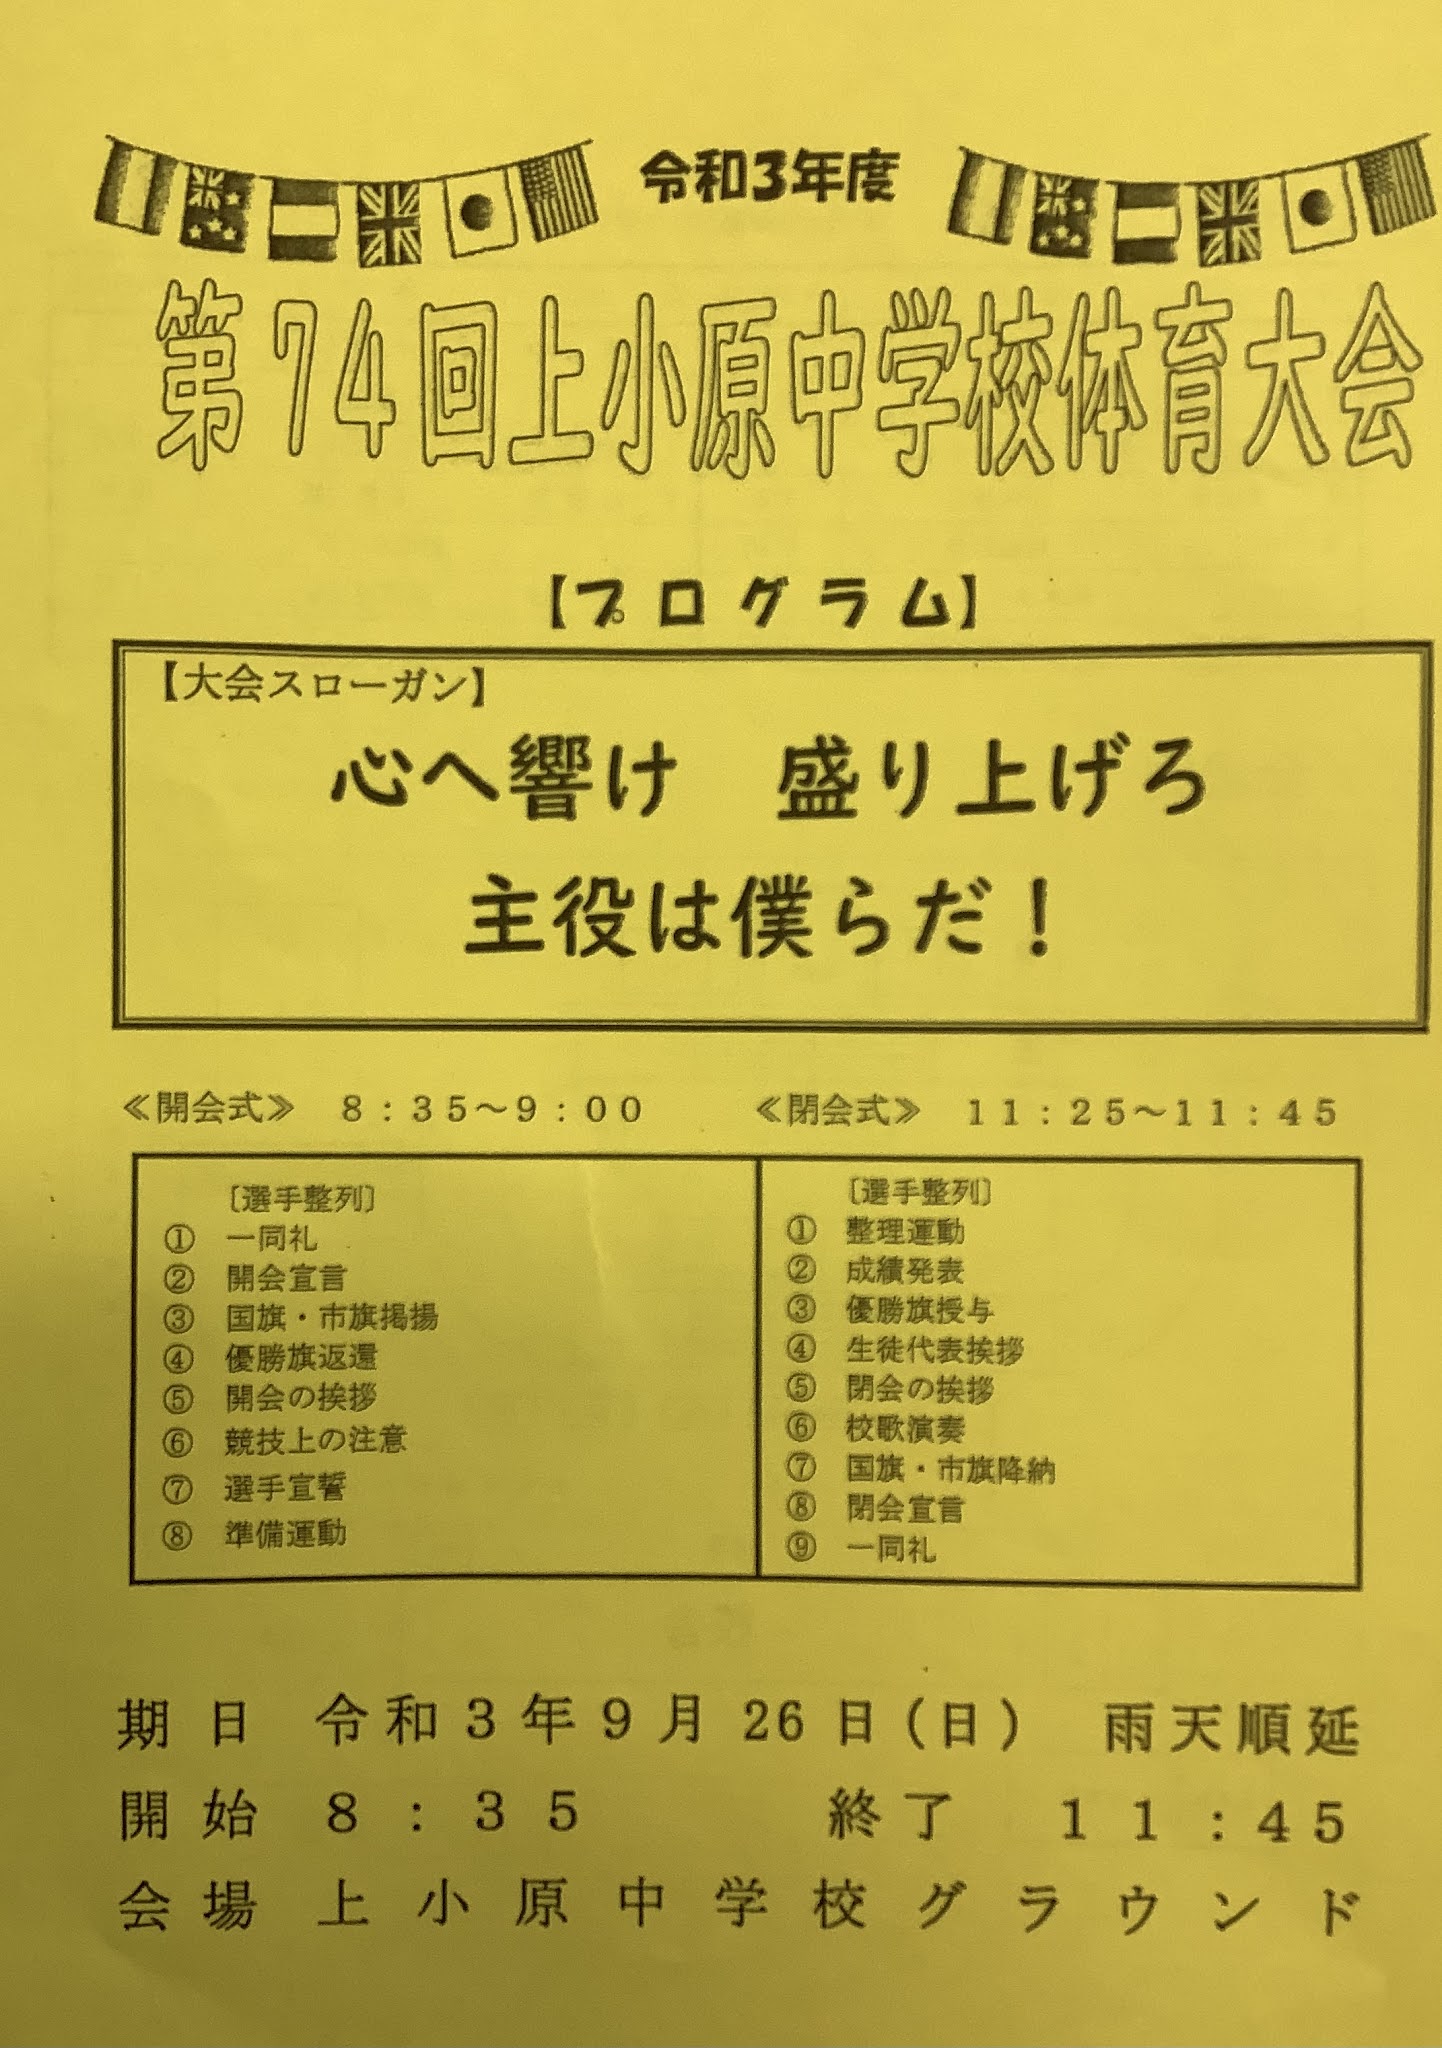 令和3年度
第74回上小原中学校体育大会
【プログラム】
【大会スローガン】
心へ響け　盛り上げろ
主役は僕らだ！
≪開会式≫　８：３５～９：００
〔選手整列〕
①　一同礼
②　開会宣言
③　国旗・市旗掲揚
④　優勝旗返還
⑤　開会の挨拶
⑥　競技上の注意
⑦　選手宣誓
⑧　準備運動
≪閉会式≫　１１：２５～１１：４５
〔選手整列〕
①　整理運動
②　成績発表
③　優勝旗授与
④　生徒代表挨拶
⑤　閉会の挨拶
⑥　校歌演奏
⑦　国旗・市旗降納
⑧　閉会宣言
⑨　一同礼
期日　令和３年９月26日（日）　雨天順延
開始　８：３５　終了　１１：４５
会場　上小原中学校グラウンド